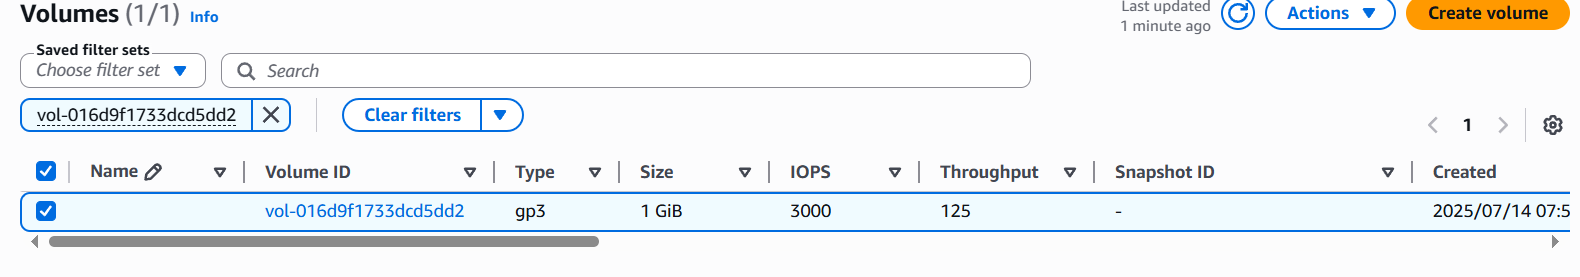 Volumes (1/1) Info
Last updated
1 minute ago
Actions
Create volume
Saved filter sets
Choose filter set
Search
vol-016d9f1733dcd5dd2
Clear filters
1
Name Volume ID Type Size IOPS Throughput Snapshot ID Created
vol-016d9f1733dcd5dd2 gp3 1 GiB 3000 125 - 2025/07/14 07:5